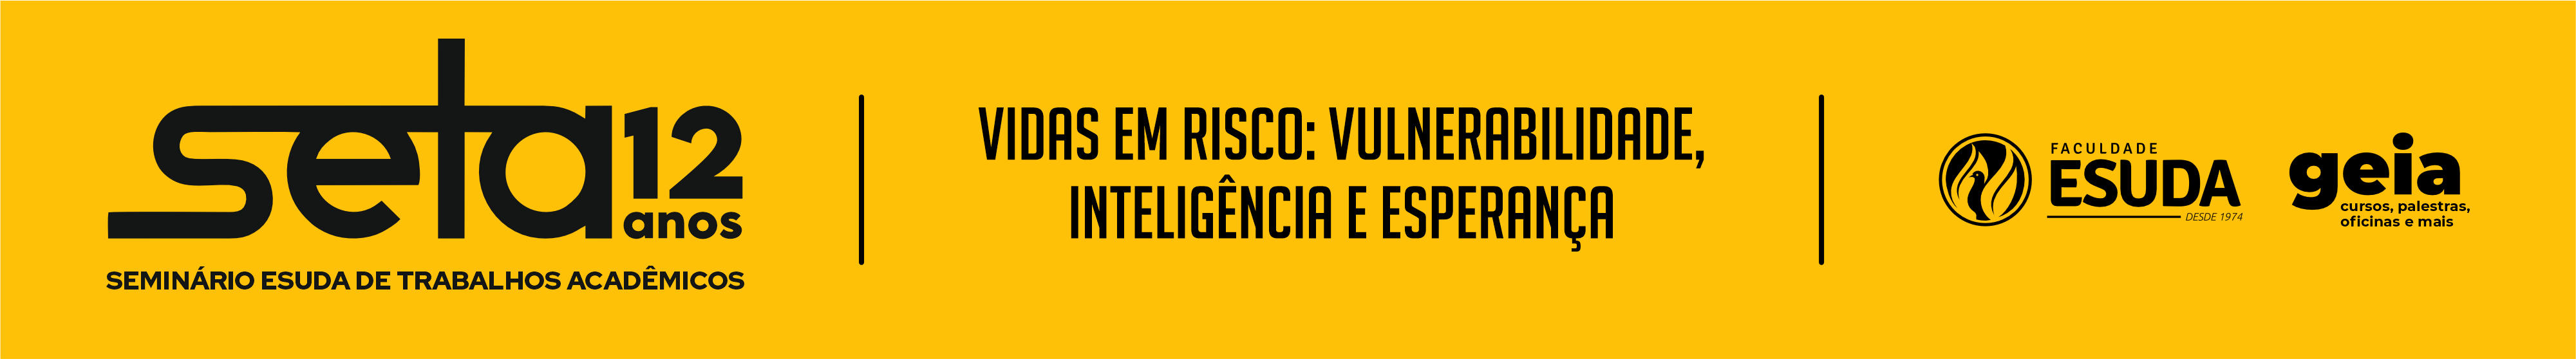 seta 12
anos
SEMINÁRIO ESUDA DE TRABALHOS ACADÊMICOS
VIDAS EM RISCO: VULNERABILIDADE,
INTELIGÊNCIA E ESPERANÇA
FACULDADE
ESUDA
DESDE 1974
geia
cursos, palestras,
oficinas e mais